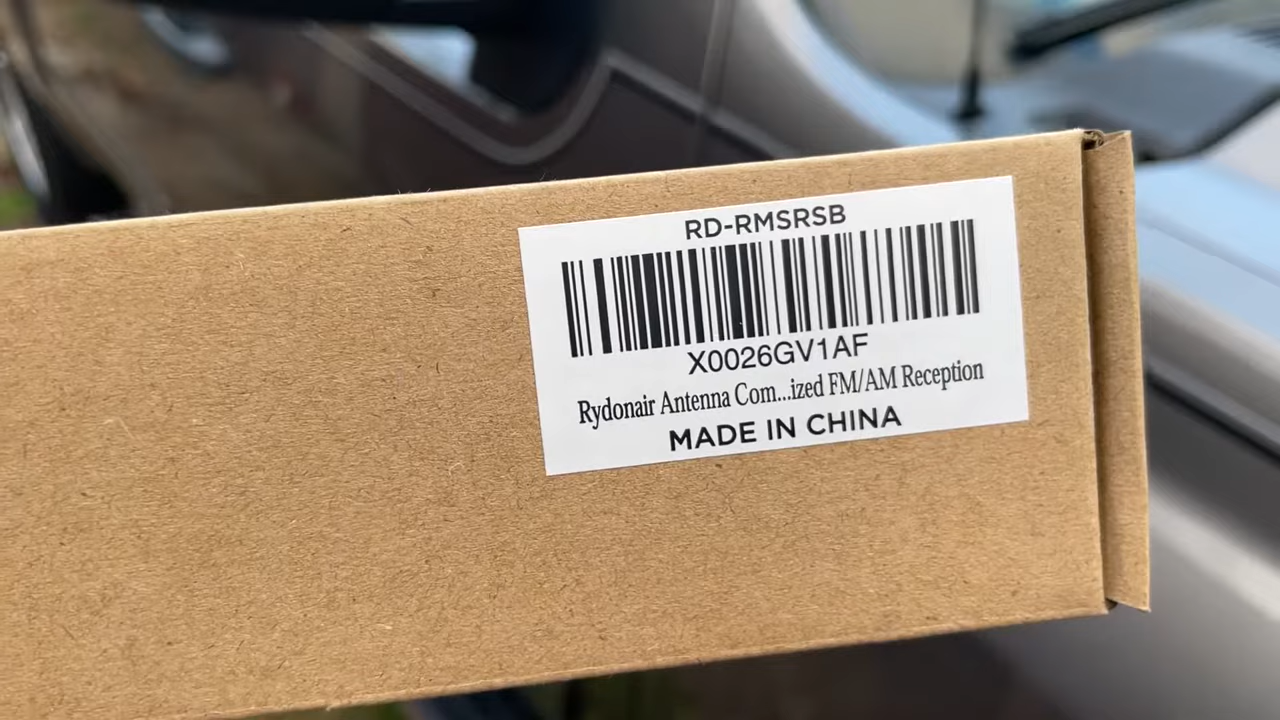 RD-RMSRSB
X0026GV1AF
Rydonair Antenna Com...ized FM/AM Reception
MADE IN CHINA